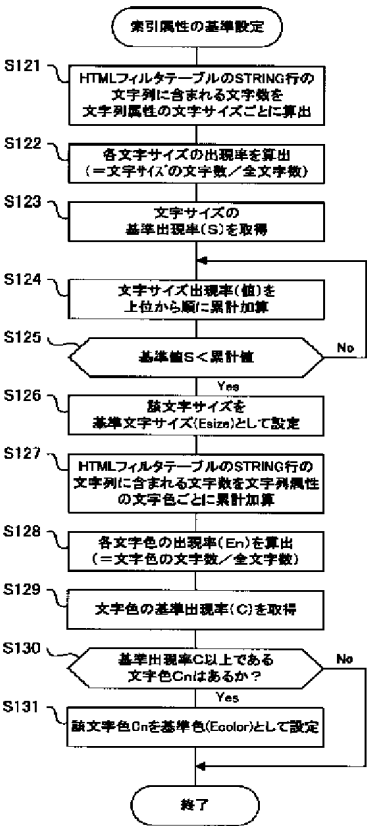 索引属性の基準設定
S121
HTMLフィルタテーブルのSTRING行の
文字列に含まれる文字数を
文字列属性の文字サイズごとに算出
S122
各文字サイズの出現率を算出
(=文字サイズの文字数/全文字数)
S123
文字サイズの
基準出現率(S)を取得
S124
文字サイズ出現率(値)を
上位から順に累計加算
S125
基準値S<累計値
No
Yes
S126
該文字サイズを
基準文字サイズ(Esize)として設定
S127
HTMLフィルタテーブルのSTRING行の
文字列に含まれる文字数を文字列属性
の文字色ごとに累計加算
S128
各文字色の出現率(En)を算出
(=文字色の文字数/全文字数)
S129
文字色の基準出現率(C)を取得
S130
基準出現率C以上である
文字色Cnはあるか?
No
Yes
S131
該文字色Cnを基準色(Ecolor)として設定
終了